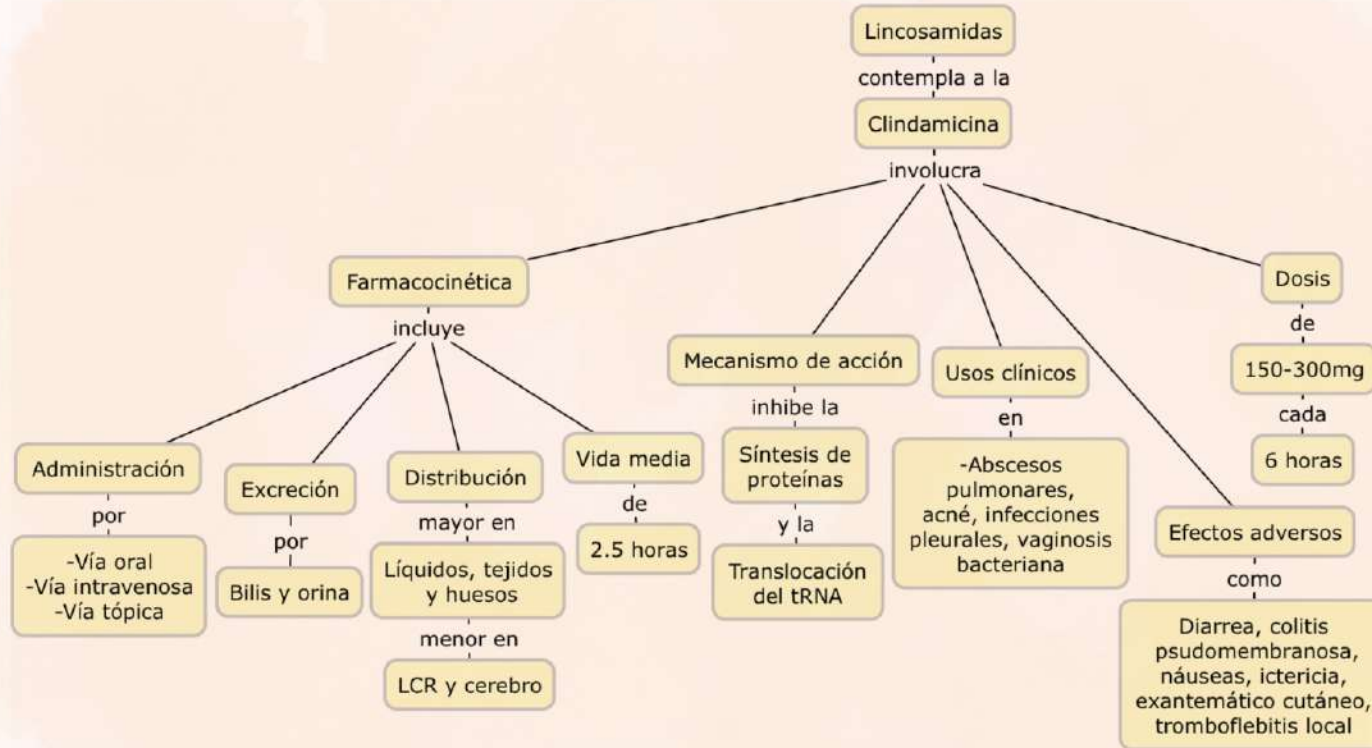 Lincosamidas
contempla a la
Clindamicina
involucra
Farmacocinética
incluye
Administración
por
-Vía oral
-Vía intravenosa
-Vía tópica
Excreción
por
Bilis y orina
Distribución
mayor en
Líquidos, tejidos
y huesos
menor en
LCR y cerebro
Vida media
de
2.5 horas
Mecanismo de acción
inhibe la
Síntesis de
proteínas
y la
Translocación
del tRNA
Usos clínicos
en
-Abscesos
pulmonares,
acné, infecciones
pleurales, vaginosis
bacteriana
Efectos adversos
como
Diarrea, colitis
psudomembranosa,
náuseas, ictericia,
exantemático cutáneo,
tromboflebitis local
Dosis
de
150-300mg
cada
6 horas